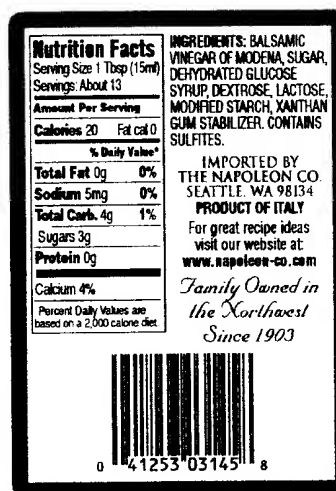 Nutrition Facts
Serving Size 1 Tbsp (15ml)
Servings: About 13
Amount Per Serving
Calories 20 Fat cal 0
% Daily Value*
Total Fat 0g 0%
Sodium 5mg 0%
Total Carb. 4g 1%
Sugars 3g
Protein 0g
Calcium 4%
Percent Daily Values are
based on a 2,000 calorie diet
INGREDIENTS: BALSAMIC
VINEGAR OF MODENA, SUGAR,
DEHYDRATED GLUCOSE
SYRUP, DEXTROSE, LACTOSE,
MODIFIED STARCH, XANTHAN
GUM STABILIZER. CONTAINS
SULFITES.
IMPORTED BY
THE NAPOLEON CO.
SEATTLE, WA 98134
PRODUCT OF ITALY
For great recipe ideas
visit our website at:
www.napoleon-co.com
Family Owned in
the Northwest
Since 1903
0 41253 03145 8